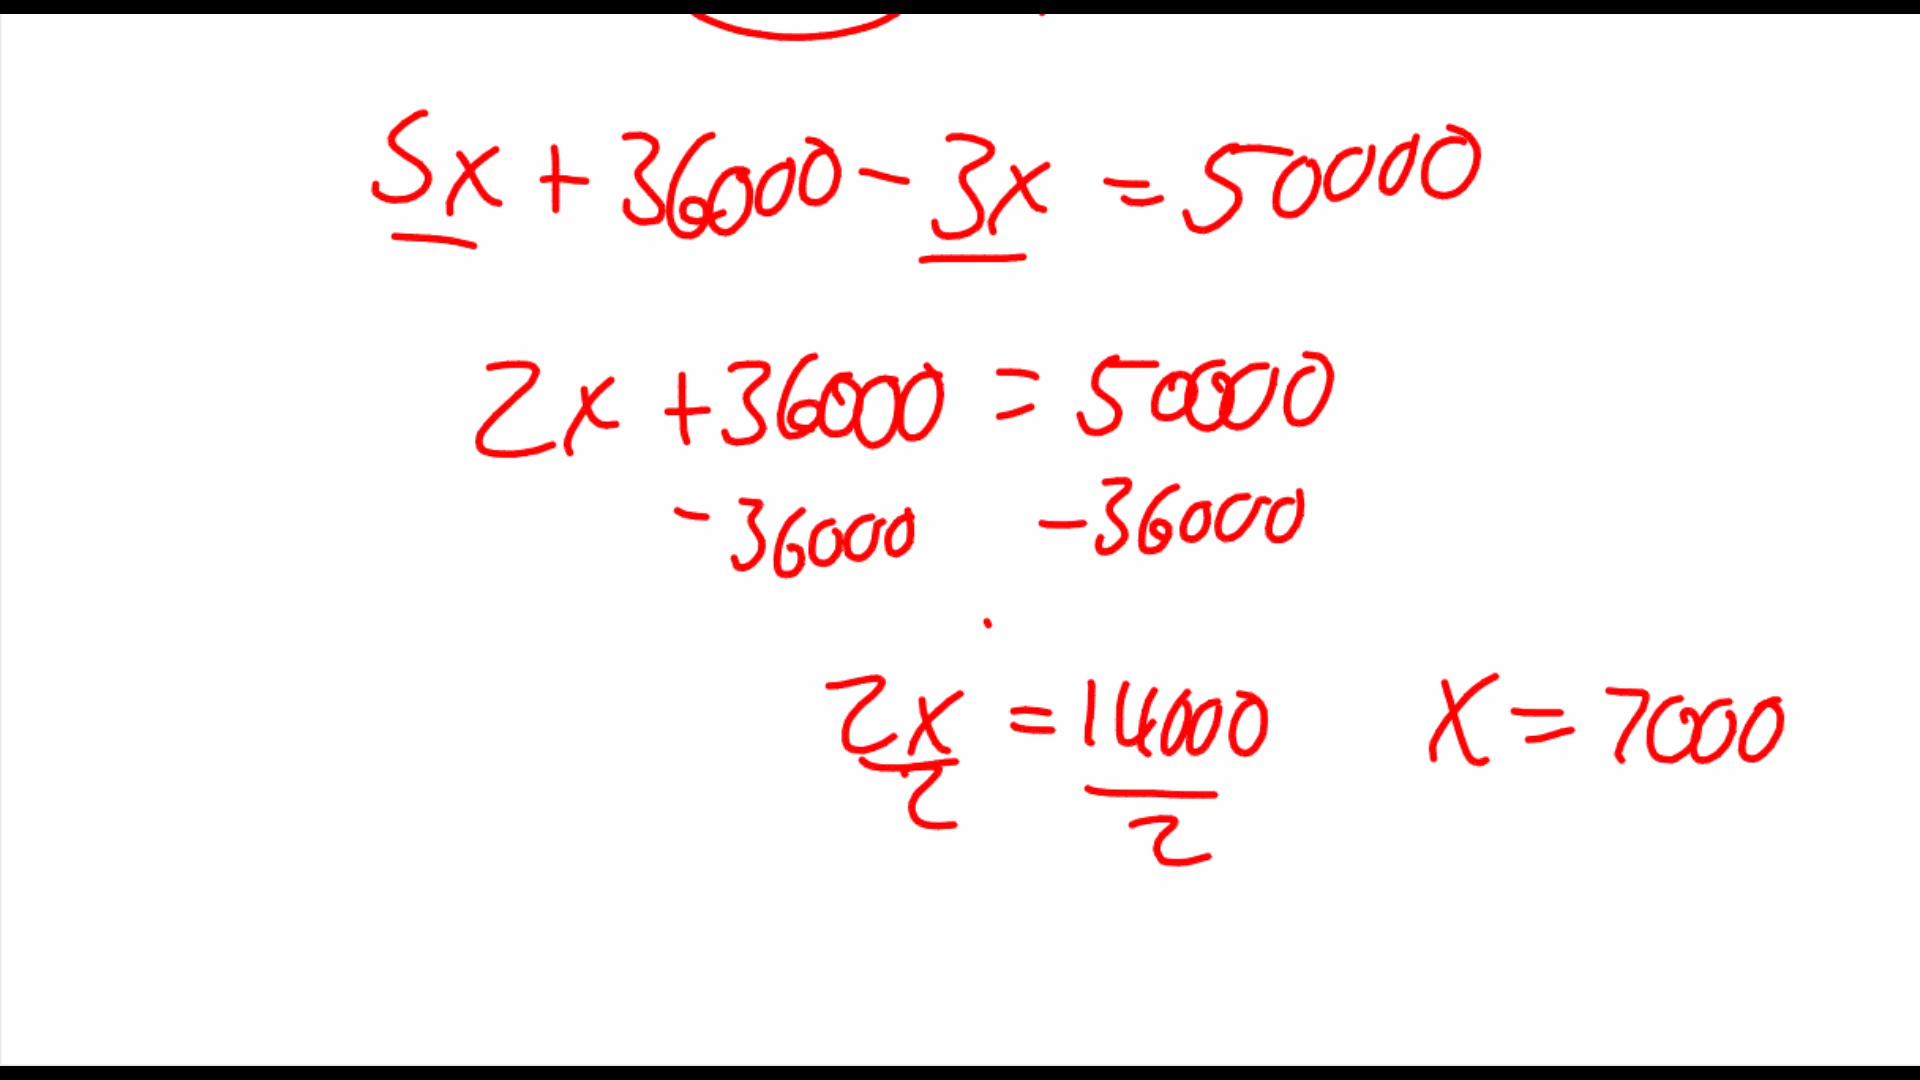 5x + 36000 - 3x = 50000
2x + 36000 = 50000
- 36000 - 36000
2x = 14000 x = 7000
2 2